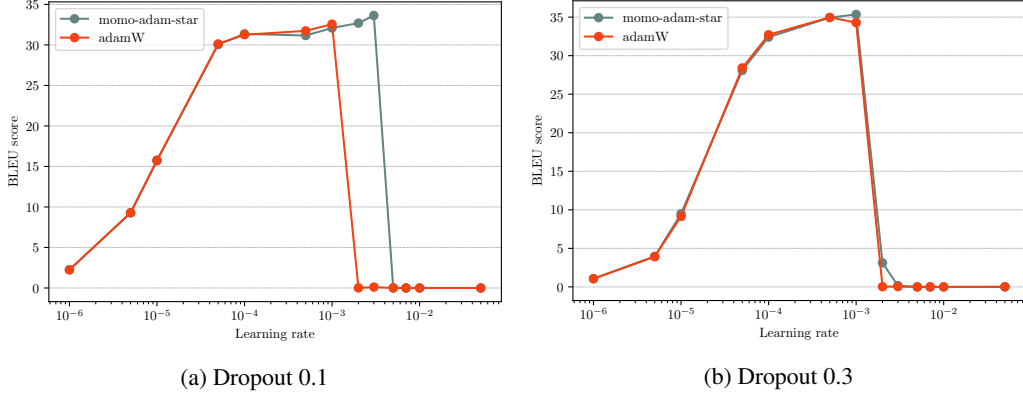 momo-adam-star
adamW
BLEU score
35
30
25
20
15
10
5
0
10⁻⁶
10⁻⁵
10⁻⁴
10⁻³
10⁻²
Learning rate
(a) Dropout 0.1
momo-adam-star
adamW
BLEU score
35
30
25
20
15
10
5
0
10⁻⁶
10⁻⁵
10⁻⁴
10⁻³
10⁻²
Learning rate
(b) Dropout 0.3